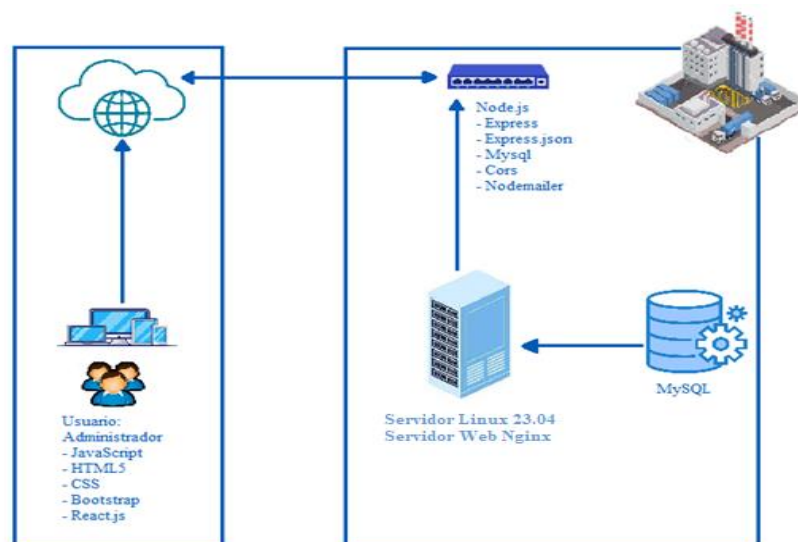 Node.js
- Express
- Express.json
- Mysql
- Cors
- Nodemailer
Usuario:
Administrador
- JavaScript
- HTML5
- CSS
- Bootstrap
- React.js
Servidor Linux 23.04
Servidor Web Nginx
MySQL